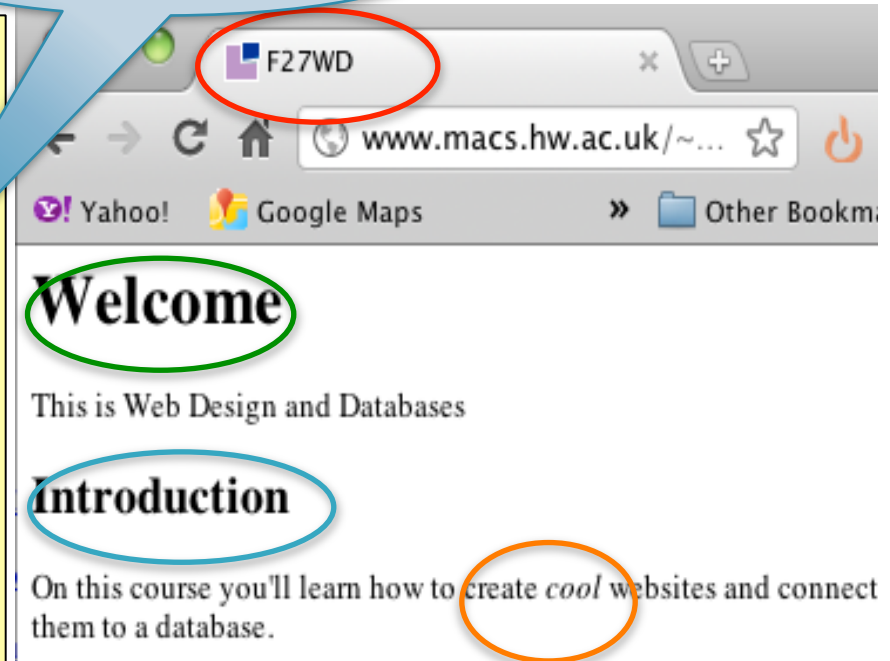 F27WD
www.macs.hw.ac.uk/~...
Yahoo! Google Maps » Other Bookma
Welcome
This is Web Design and Databases
Introduction
On this course you'll learn how to create cool websites and connect
them to a database.